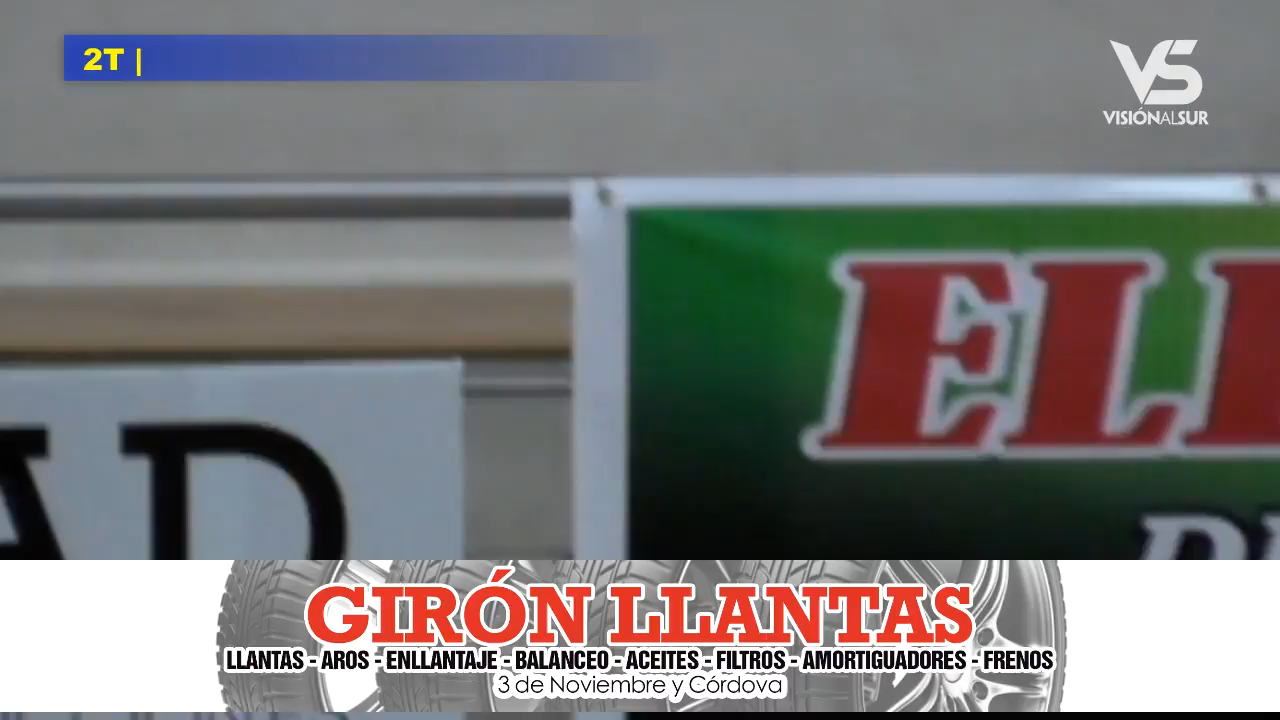 2T |
VS
VISIÓNALSUR
EL
AD
GIRÓN LLANTAS
LLANTAS - AROS - ENLLANTAJE - BALANCEO - ACEITES - FILTROS - AMORTIGUADORES - FRENOS
3 de Noviembre y Córdova